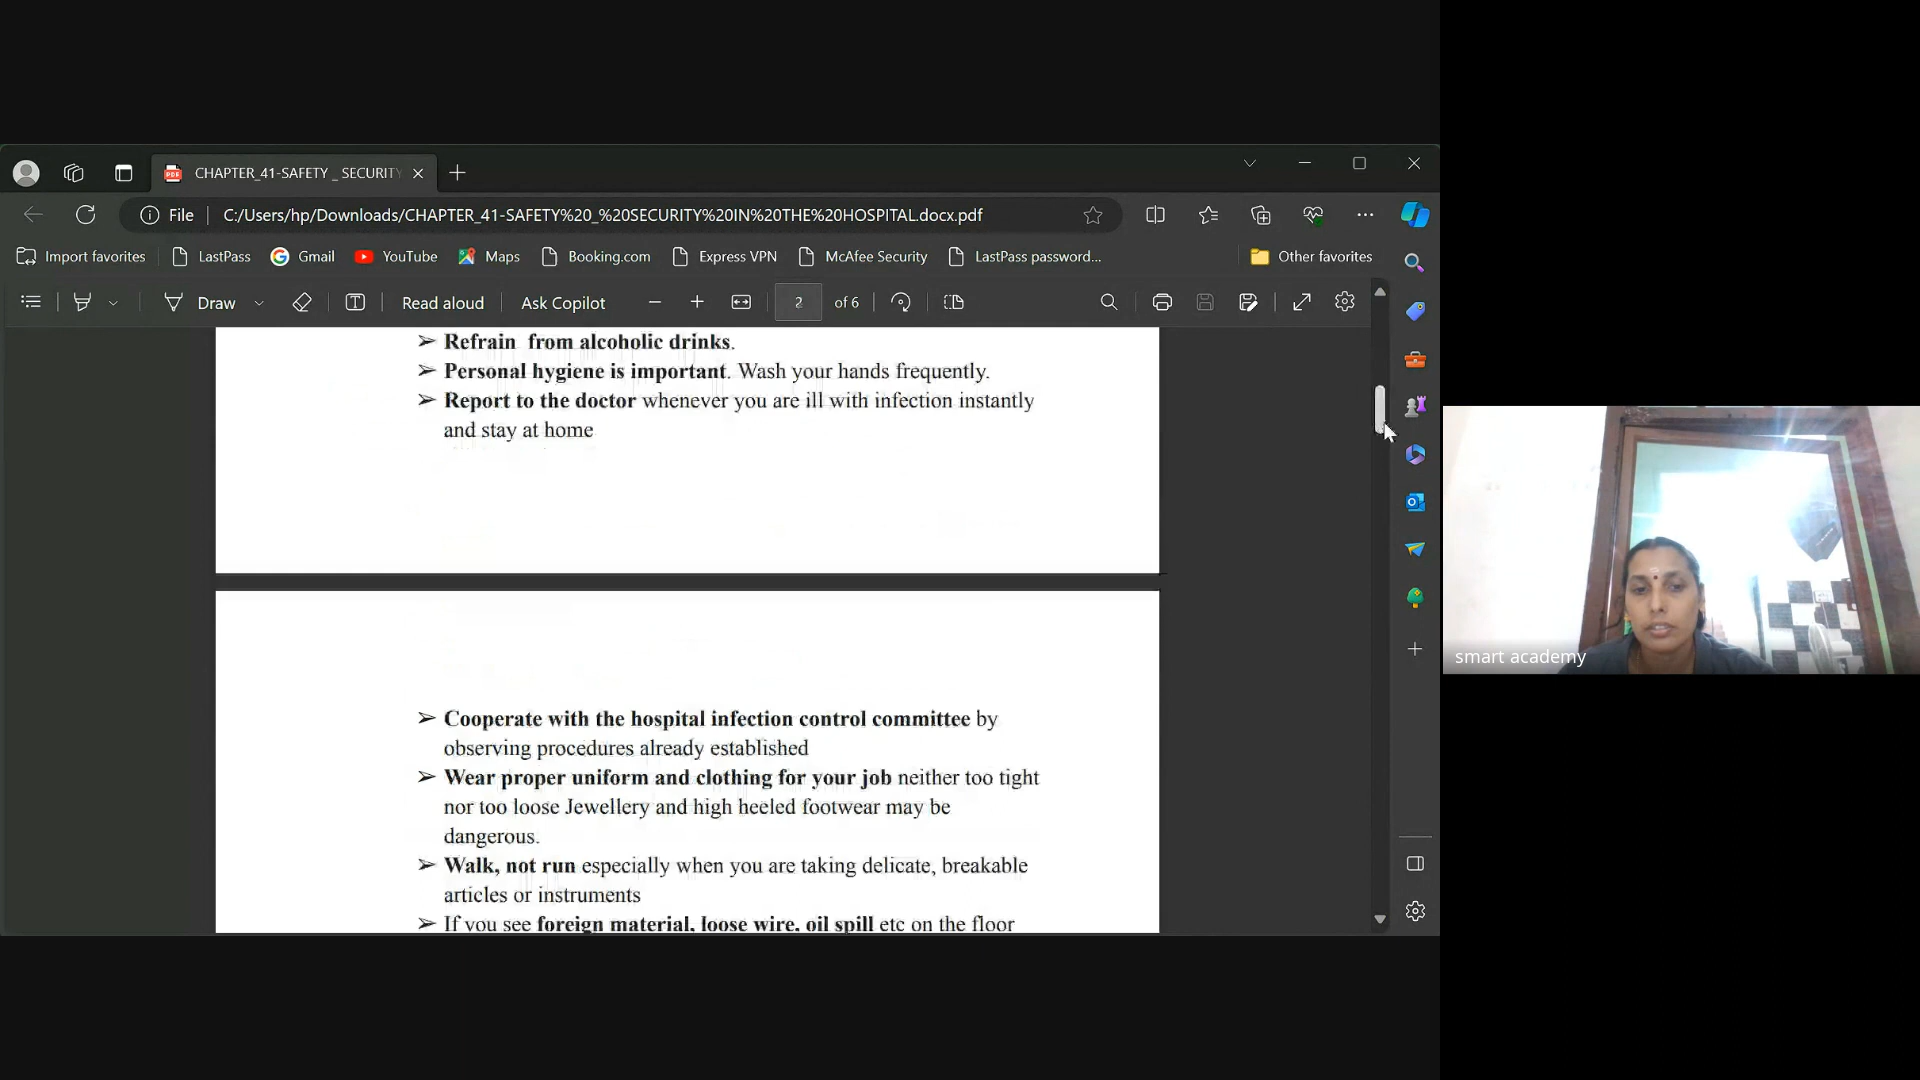 CHAPTER_41-SAFETY _ SECURITY
File
C:/Users/hp/Downloads/CHAPTER_41-SAFETY%20_%20SECURITY%20IN%20THE%20HOSPITAL.docx.pdf
Import favorites
LastPass
Gmail
YouTube
Maps
Booking.com
Express VPN
McAfee Security
LastPass password...
Other favorites
Draw
Read aloud
Ask Copilot
2
of 6
➢ Refrain from alcoholic drinks.
➢ Personal hygiene is important. Wash your hands frequently.
➢ Report to the doctor whenever you are ill with infection instantly
and stay at home
➢ Cooperate with the hospital infection control committee by
observing procedures already established
➢ Wear proper uniform and clothing for your job neither too tight
nor too loose Jewellery and high heeled footwear may be
dangerous.
➢ Walk, not run especially when you are taking delicate, breakable
articles or instruments
➢ If you see foreign material, loose wire, oil spill etc on the floor
smart academy